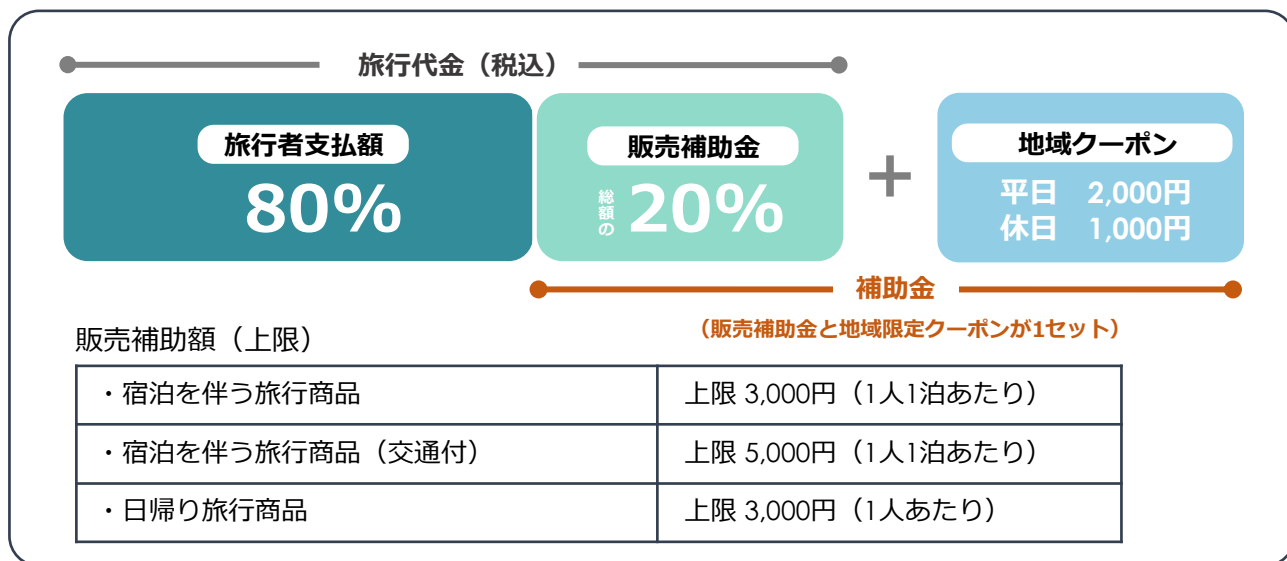 旅行代金（税込）
旅行者支払額
80%
販売補助金
総額の
20%
＋
地域クーポン
平日　2,000円
休日　1,000円
補助金
（販売補助金と地域限定クーポンが1セット）
販売補助額（上限）
・宿泊を伴う旅行商品　上限 3,000円（1人1泊あたり）
・宿泊を伴う旅行商品（交通付）　上限 5,000円（1人1泊あたり）
・日帰り旅行商品　上限 3,000円（1人あたり）